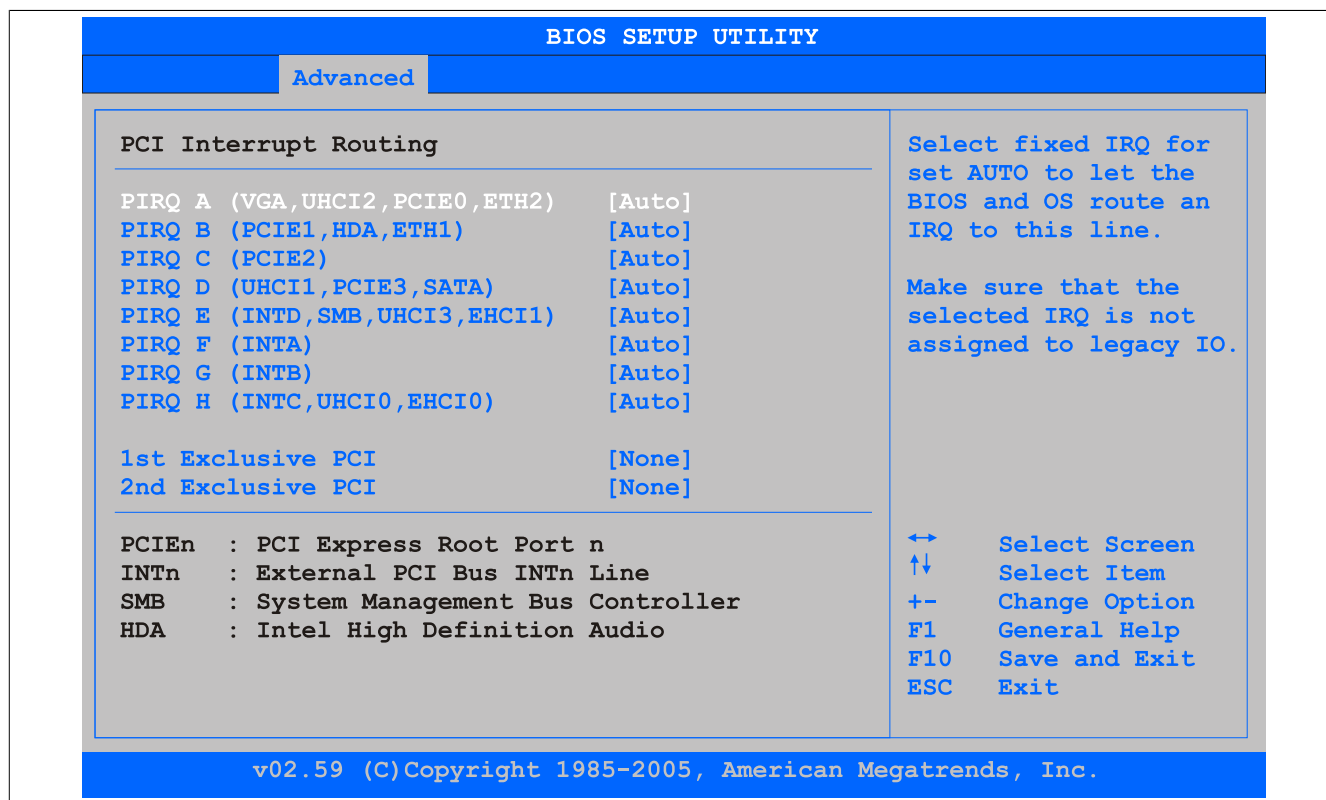 BIOS SETUP UTILITY
Advanced
PCI Interrupt Routing
PIRQ A (VGA,UHCI2,PCIE0,ETH2) [Auto]
PIRQ B (PCIE1,HDA,ETH1) [Auto]
PIRQ C (PCIE2) [Auto]
PIRQ D (UHCI1,PCIE3,SATA) [Auto]
PIRQ E (INTD,SMB,UHCI3,EHCI1) [Auto]
PIRQ F (INTA) [Auto]
PIRQ G (INTB) [Auto]
PIRQ H (INTC,UHCI0,EHCI0) [Auto]
1st Exclusive PCI [None]
2nd Exclusive PCI [None]
PCIEn : PCI Express Root Port n
INTn : External PCI Bus INTn Line
SMB : System Management Bus Controller
HDA : Intel High Definition Audio
Select fixed IRQ for
set AUTO to let the
BIOS and OS route an
IRQ to this line.
Make sure that the
selected IRQ is not
assigned to legacy IO.
↔ Select Screen
↑↓ Select Item
+- Change Option
F1 General Help
F10 Save and Exit
ESC Exit
v02.59 (C)Copyright 1985-2005, American Megatrends, Inc.